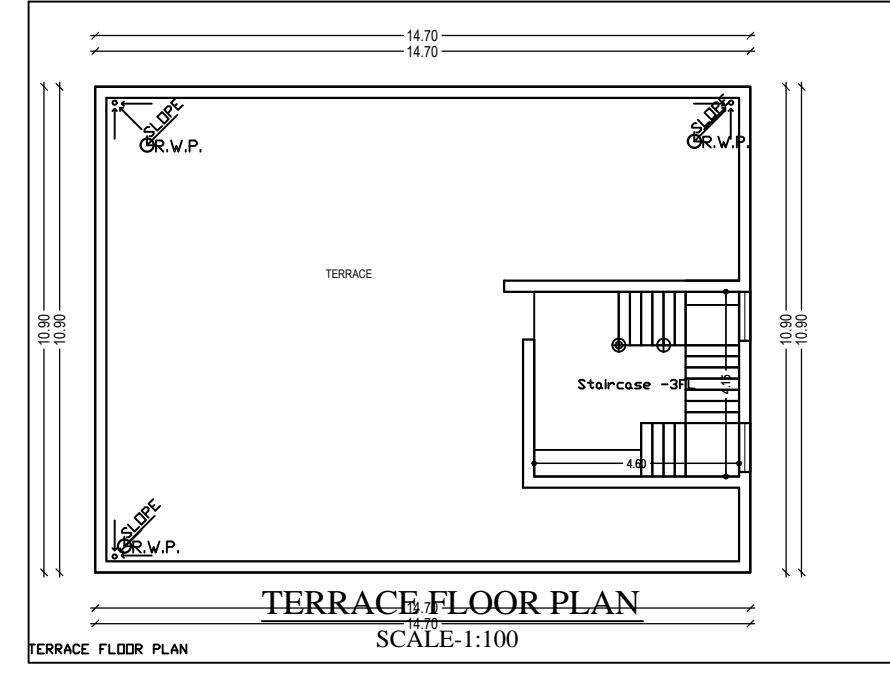 14.70
14.70
SLOPE
R.W.P.
SLOPE
R.W.P.
TERRACE
10.90
10.90
10.90
10.90
Staircase -3FL
4.15
4.60
SLOPE
R.W.P.
14.70
14.70
TERRACE FLOOR PLAN
SCALE-1:100
TERRACE FLOOR PLAN